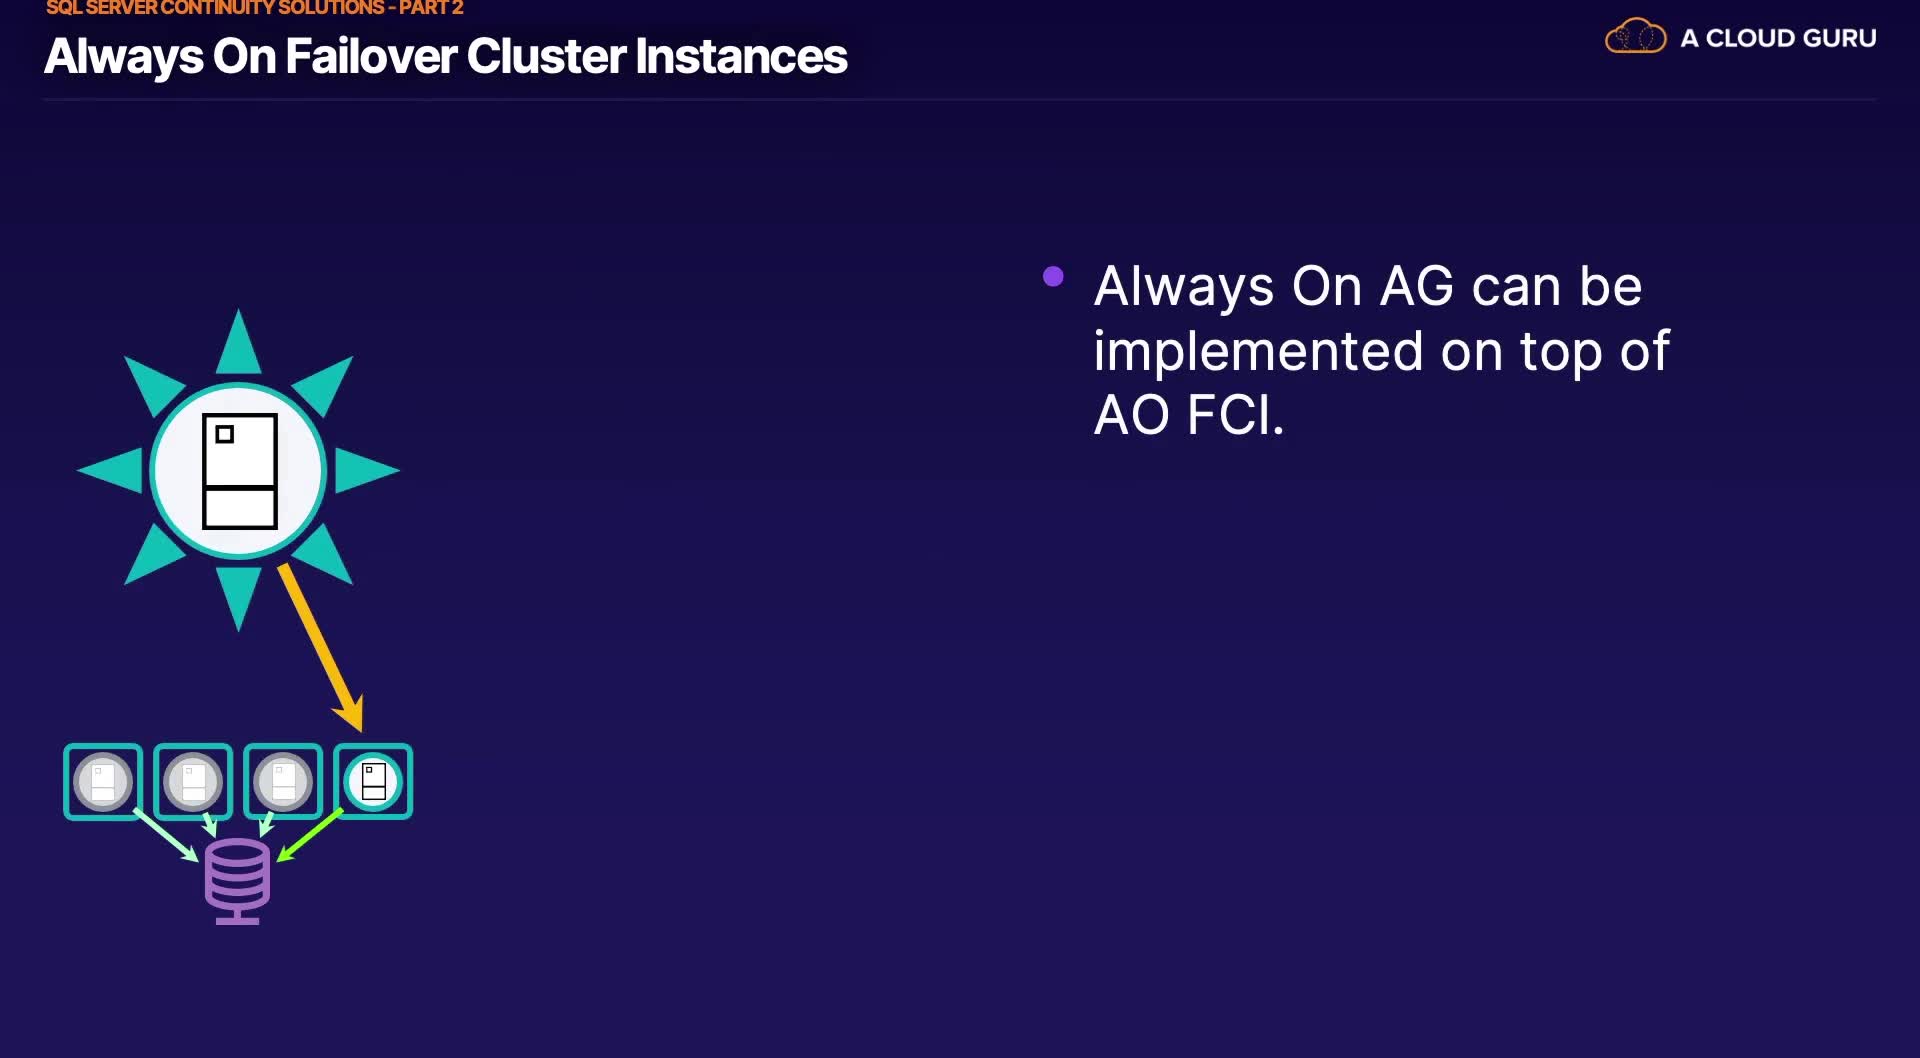 SQL SERVER CONTINUITY SOLUTIONS - PART 2
Always On Failover Cluster Instances
A CLOUD GURU
Always On AG can be
implemented on top of
AO FCI.